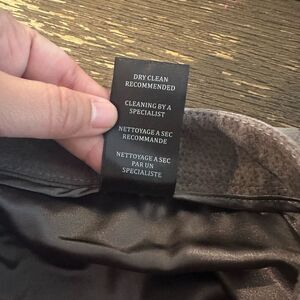 DRY CLEAN
RECOMMENDED
CLEANING BY A
SPECIALIST
NETTOYAGE A SEC
RECOMMANDE
NETTOYAGE A SEC
PAR UN
SPECIALISTE